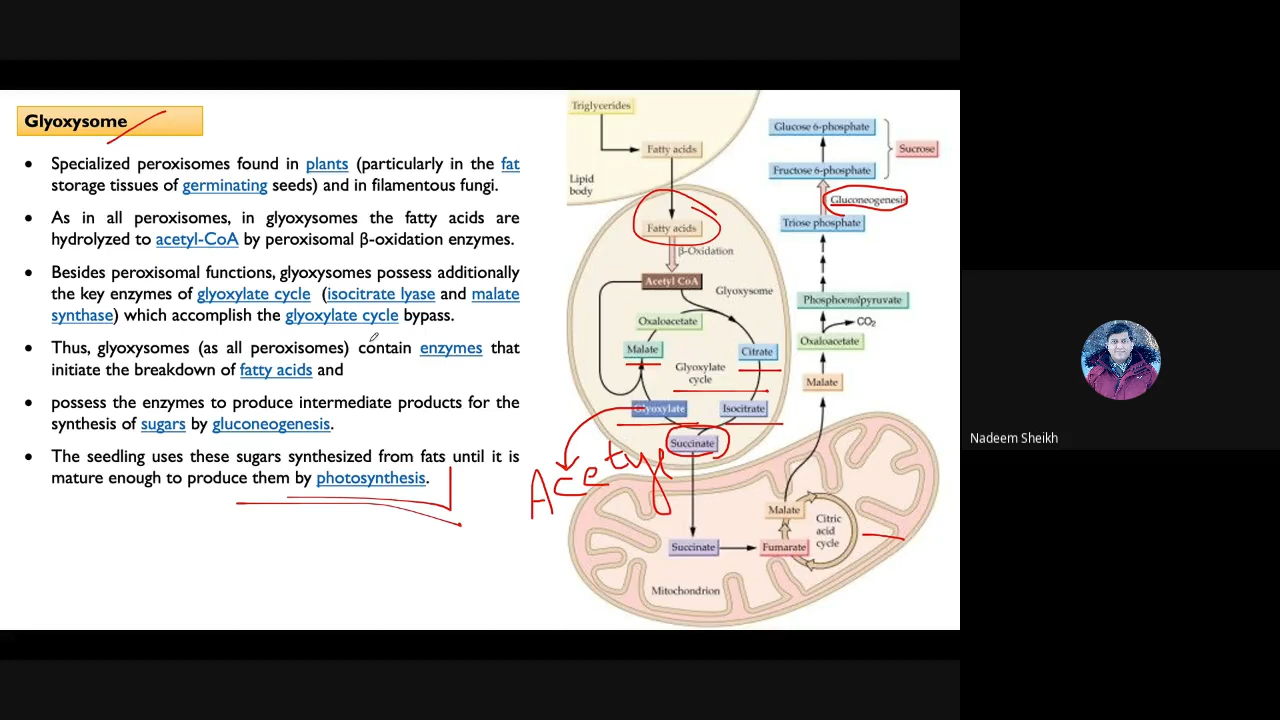 Glyoxysome
• Specialized peroxisomes found in plants (particularly in the fat
storage tissues of germinating seeds) and in filamentous fungi.
• As in all peroxisomes, in glyoxysomes the fatty acids are
hydrolyzed to acetyl-CoA by peroxisomal β-oxidation enzymes.
• Besides peroxisomal functions, glyoxysomes possess additionally
the key enzymes of glyoxylate cycle (isocitrate lyase and malate
synthase) which accomplish the glyoxylate cycle bypass.
• Thus, glyoxysomes (as all peroxisomes) contain enzymes that
initiate the breakdown of fatty acids and
• possess the enzymes to produce intermediate products for the
synthesis of sugars by gluconeogenesis.
• The seedling uses these sugars synthesized from fats until it is
mature enough to produce them by photosynthesis.
Triglycerides
Fatty acids
Lipid
body
Fatty acids
β-Oxidation
Acetyl CoA
Glyoxysome
Oxaloacetate
Malate
Citrate
Glyoxylate
cycle
Glyoxylate
Isocitrate
Succinate
Acety
Succinate
Fumarate
Malate
Citric
acid
cycle
Mitochondrion
Glucose 6-phosphate
Fructose 6-phosphate
Sucrose
Gluconeogenesis
Triose phosphate
Phosphoenolpyruvate
CO₂
Oxaloacetate
Malate
Nadeem Sheikh